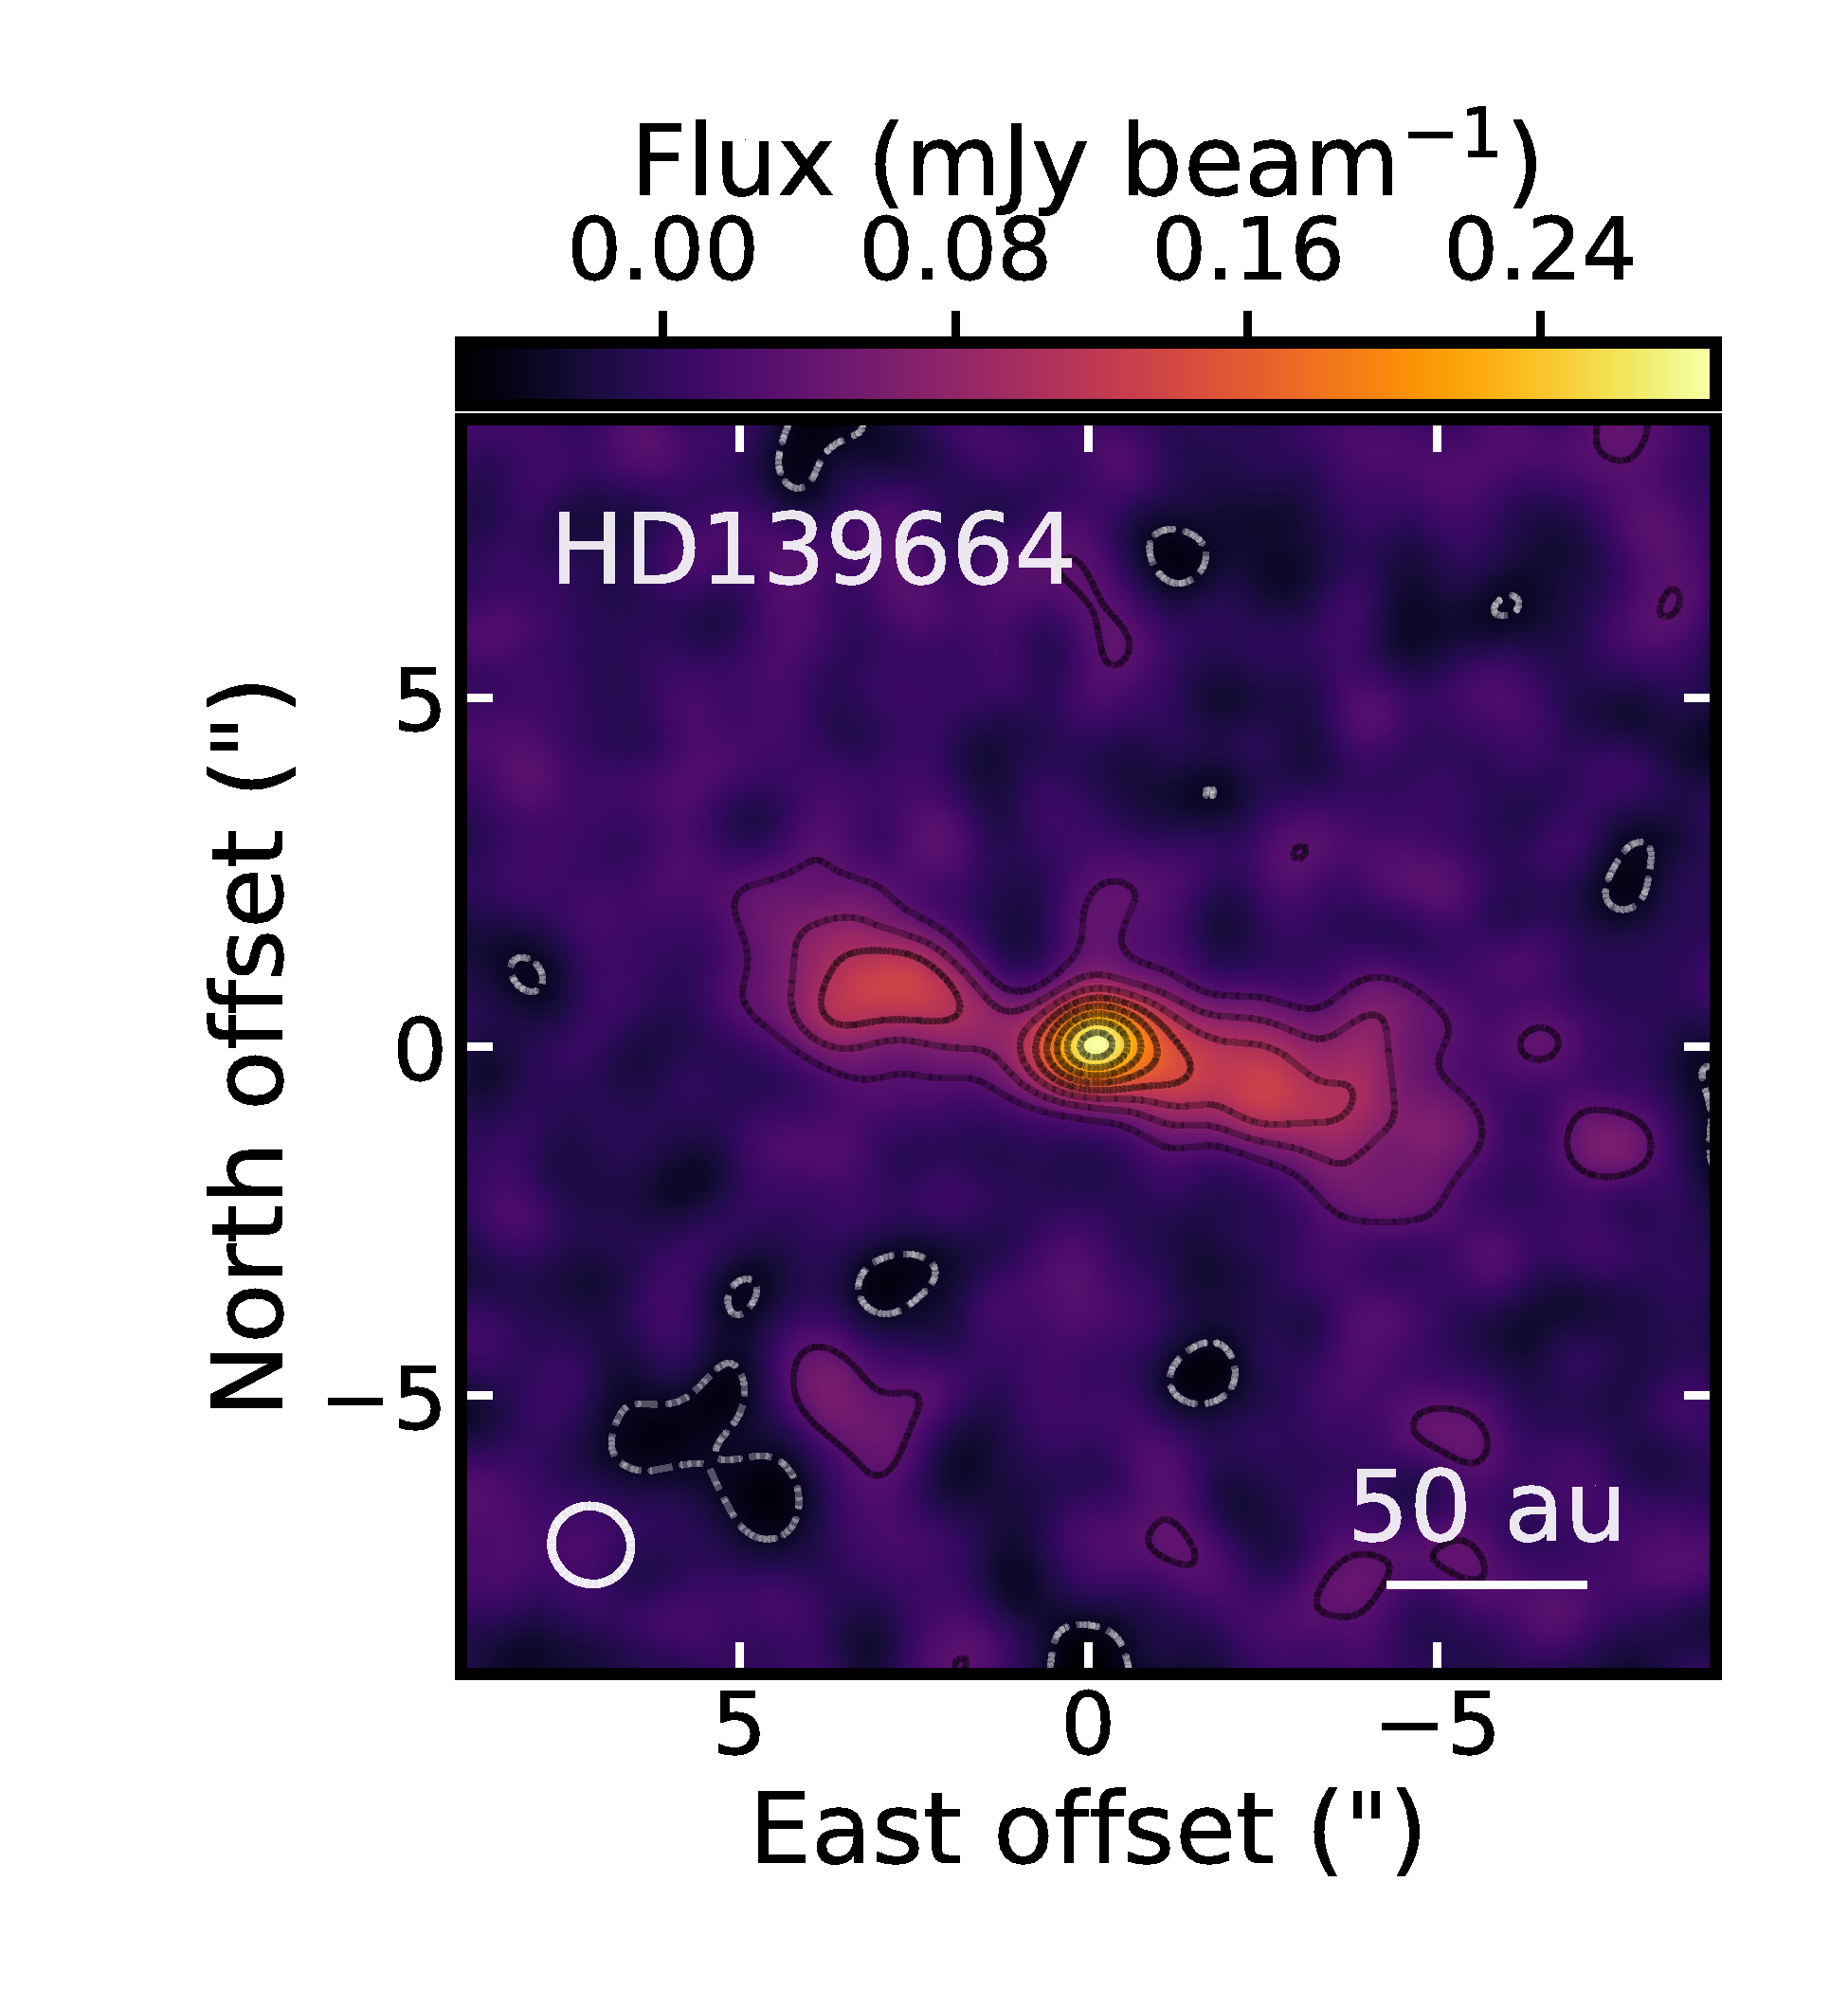 Flux (mJy beam⁻¹)
0.00 0.08 0.16 0.24
HD139664
5
0
−5
North offset (")
50 au
5 0 −5
East offset (")